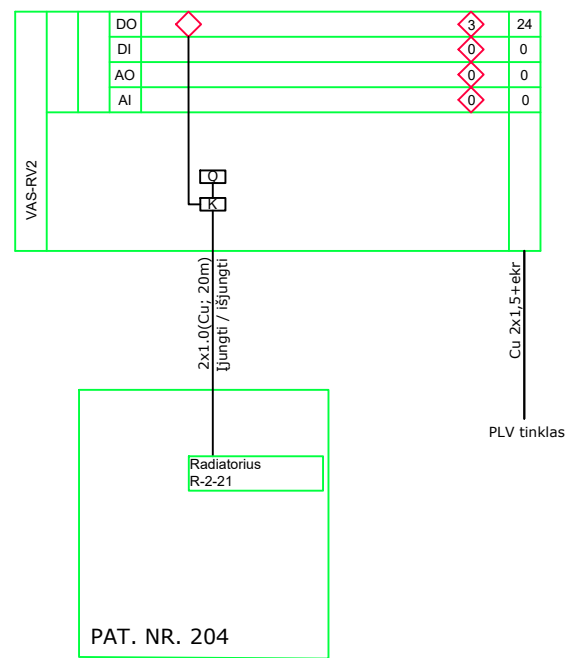 DO 3 24
DI 0 0
AO 0 0
AI 0 0
VAS-RV2
Q
K
2x1.0(Cu; 20m)
Įjungti / išjungti
Cu 2x1,5+ekr
PLV tinklas
Radiatorius
R-2-21
PAT. NR. 204